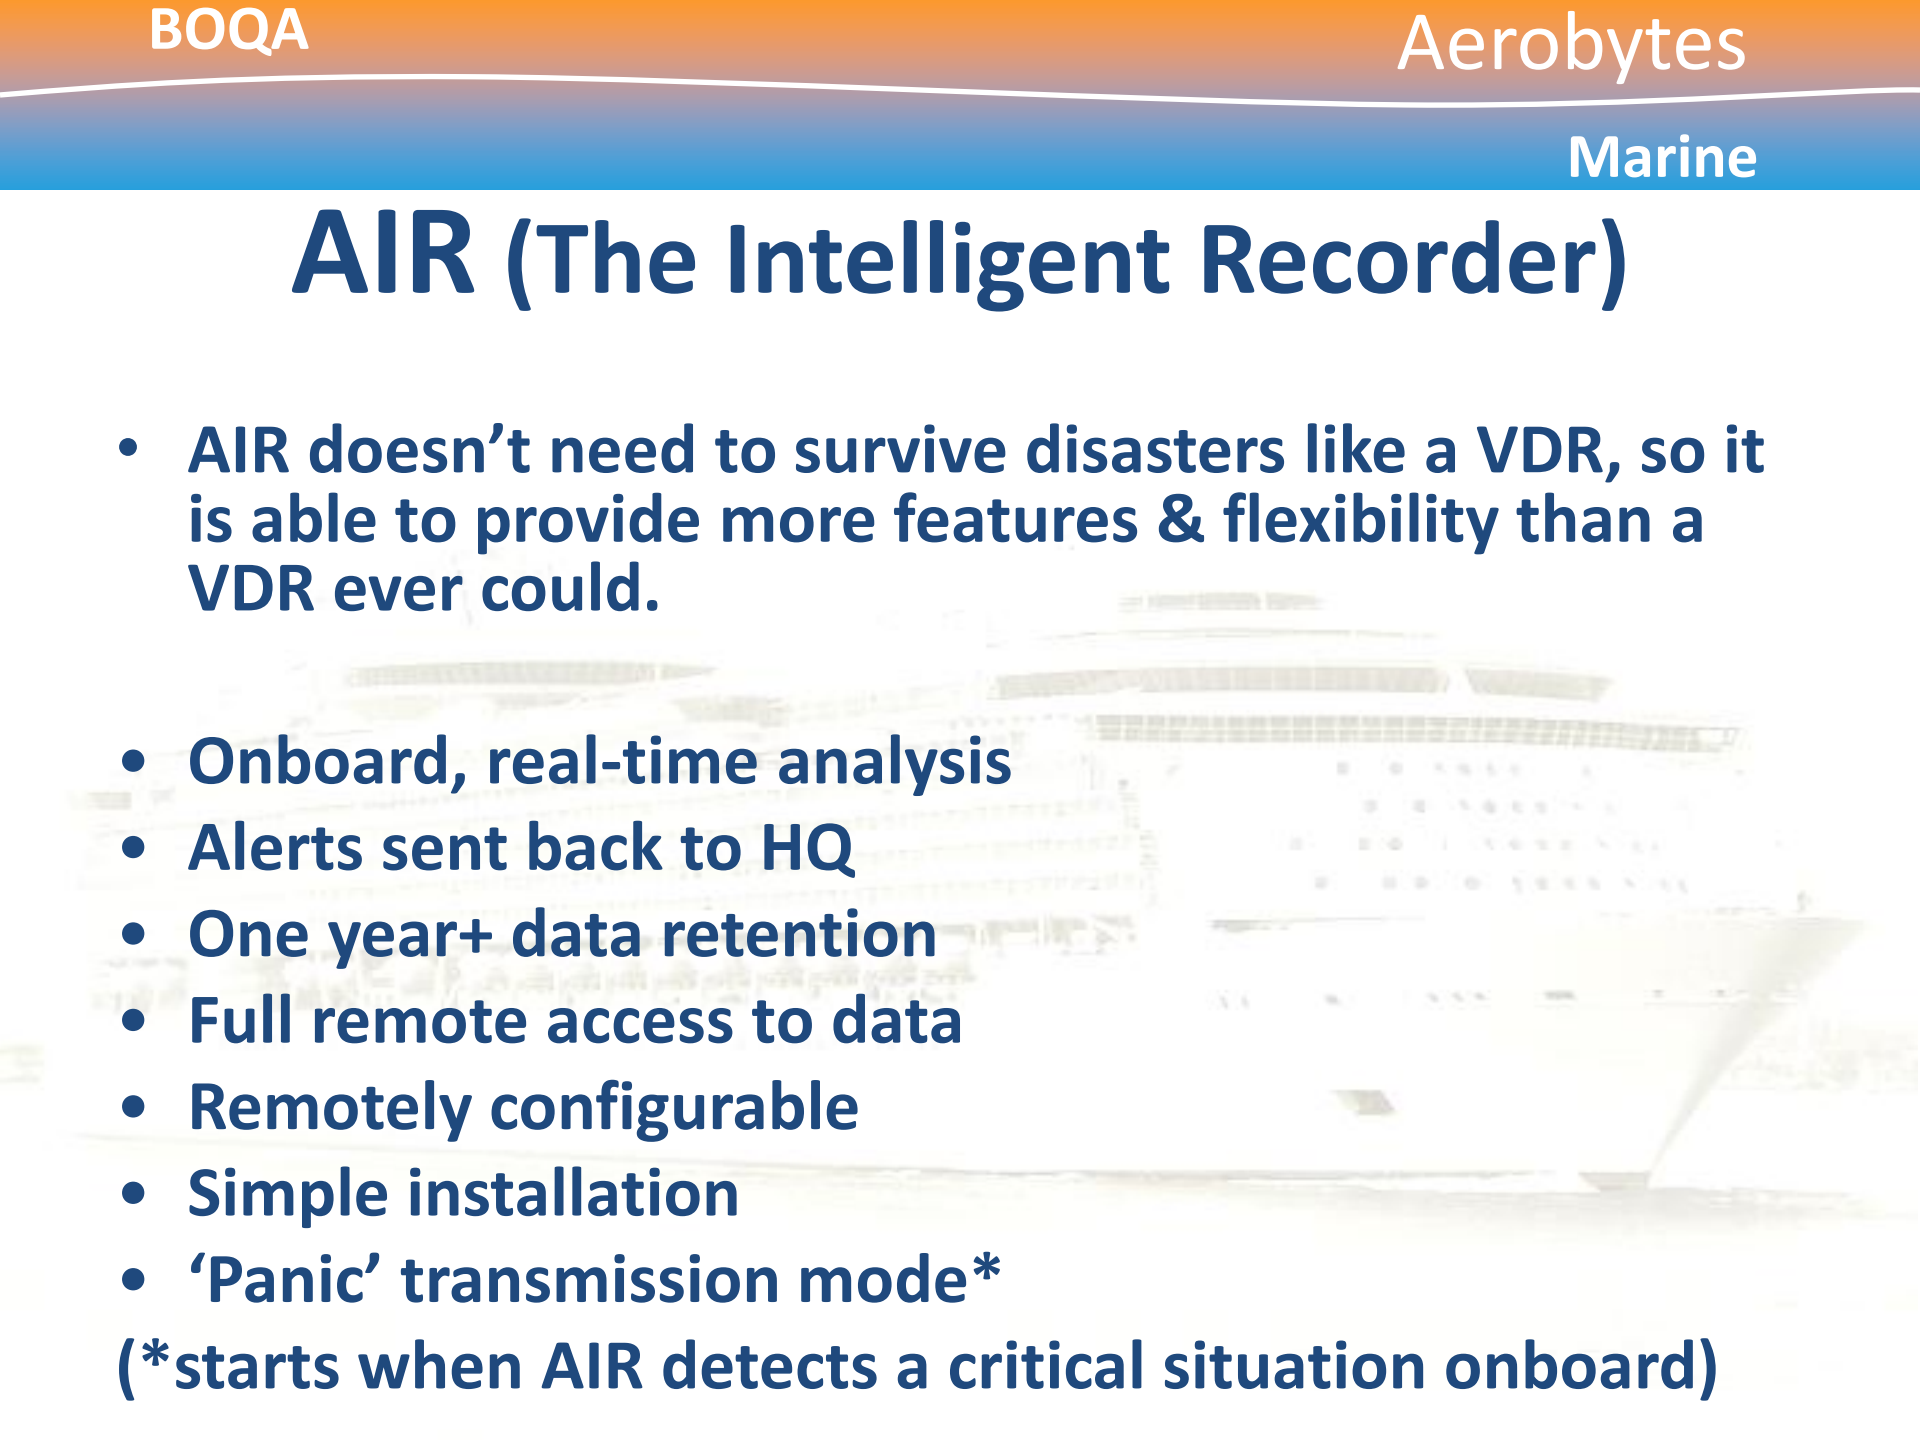 BOQA
Aerobytes
Marine
AIR (The Intelligent Recorder)
• AIR doesn’t need to survive disasters like a VDR, so it
is able to provide more features & flexibility than a
VDR ever could.
• Onboard, real-time analysis
• Alerts sent back to HQ
• One year+ data retention
• Full remote access to data
• Remotely configurable
• Simple installation
• ‘Panic’ transmission mode*
(*starts when AIR detects a critical situation onboard)